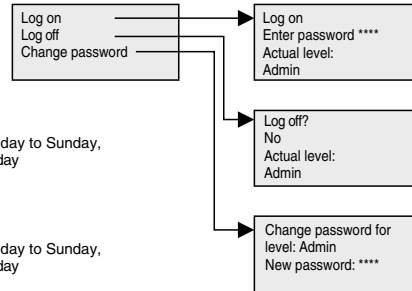 Log on
Log off
Change password
Log on
Enter password ****
Actual level:
Admin
Log off?
No
Actual level:
Admin
day to Sunday,
day
day to Sunday,
day
Change password for
level: Admin
New password: ****